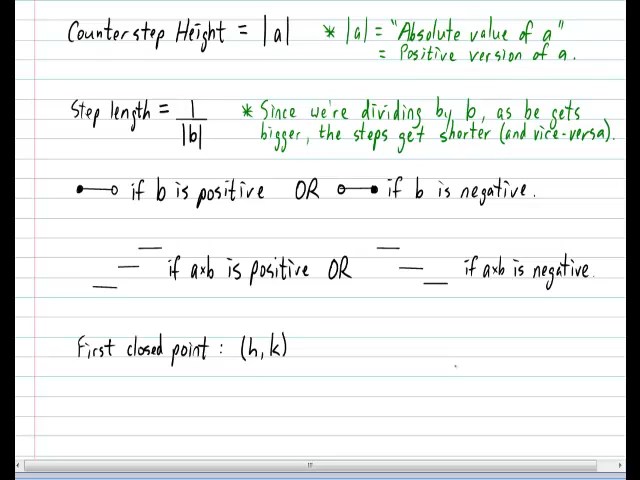 Counterstep Height = |a| * |a| = "Absolute value of a"
= Positive version of a.
Step length = 1/|b| * Since we're dividing by b, as be gets
bigger, the steps get shorter (and vice-versa).
if b is positive OR if b is negative.
if a×b is positive OR if a×b is negative.
First closed point : (h, k)